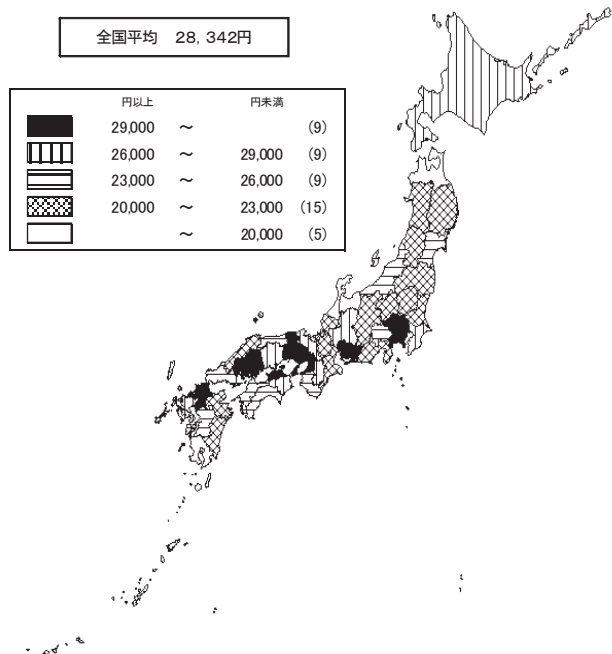 全国平均　28,342円
円以上　円未満
29,000　～　(9)
26,000　～　29,000　(9)
23,000　～　26,000　(9)
20,000　～　23,000　(15)
～　20,000　(5)